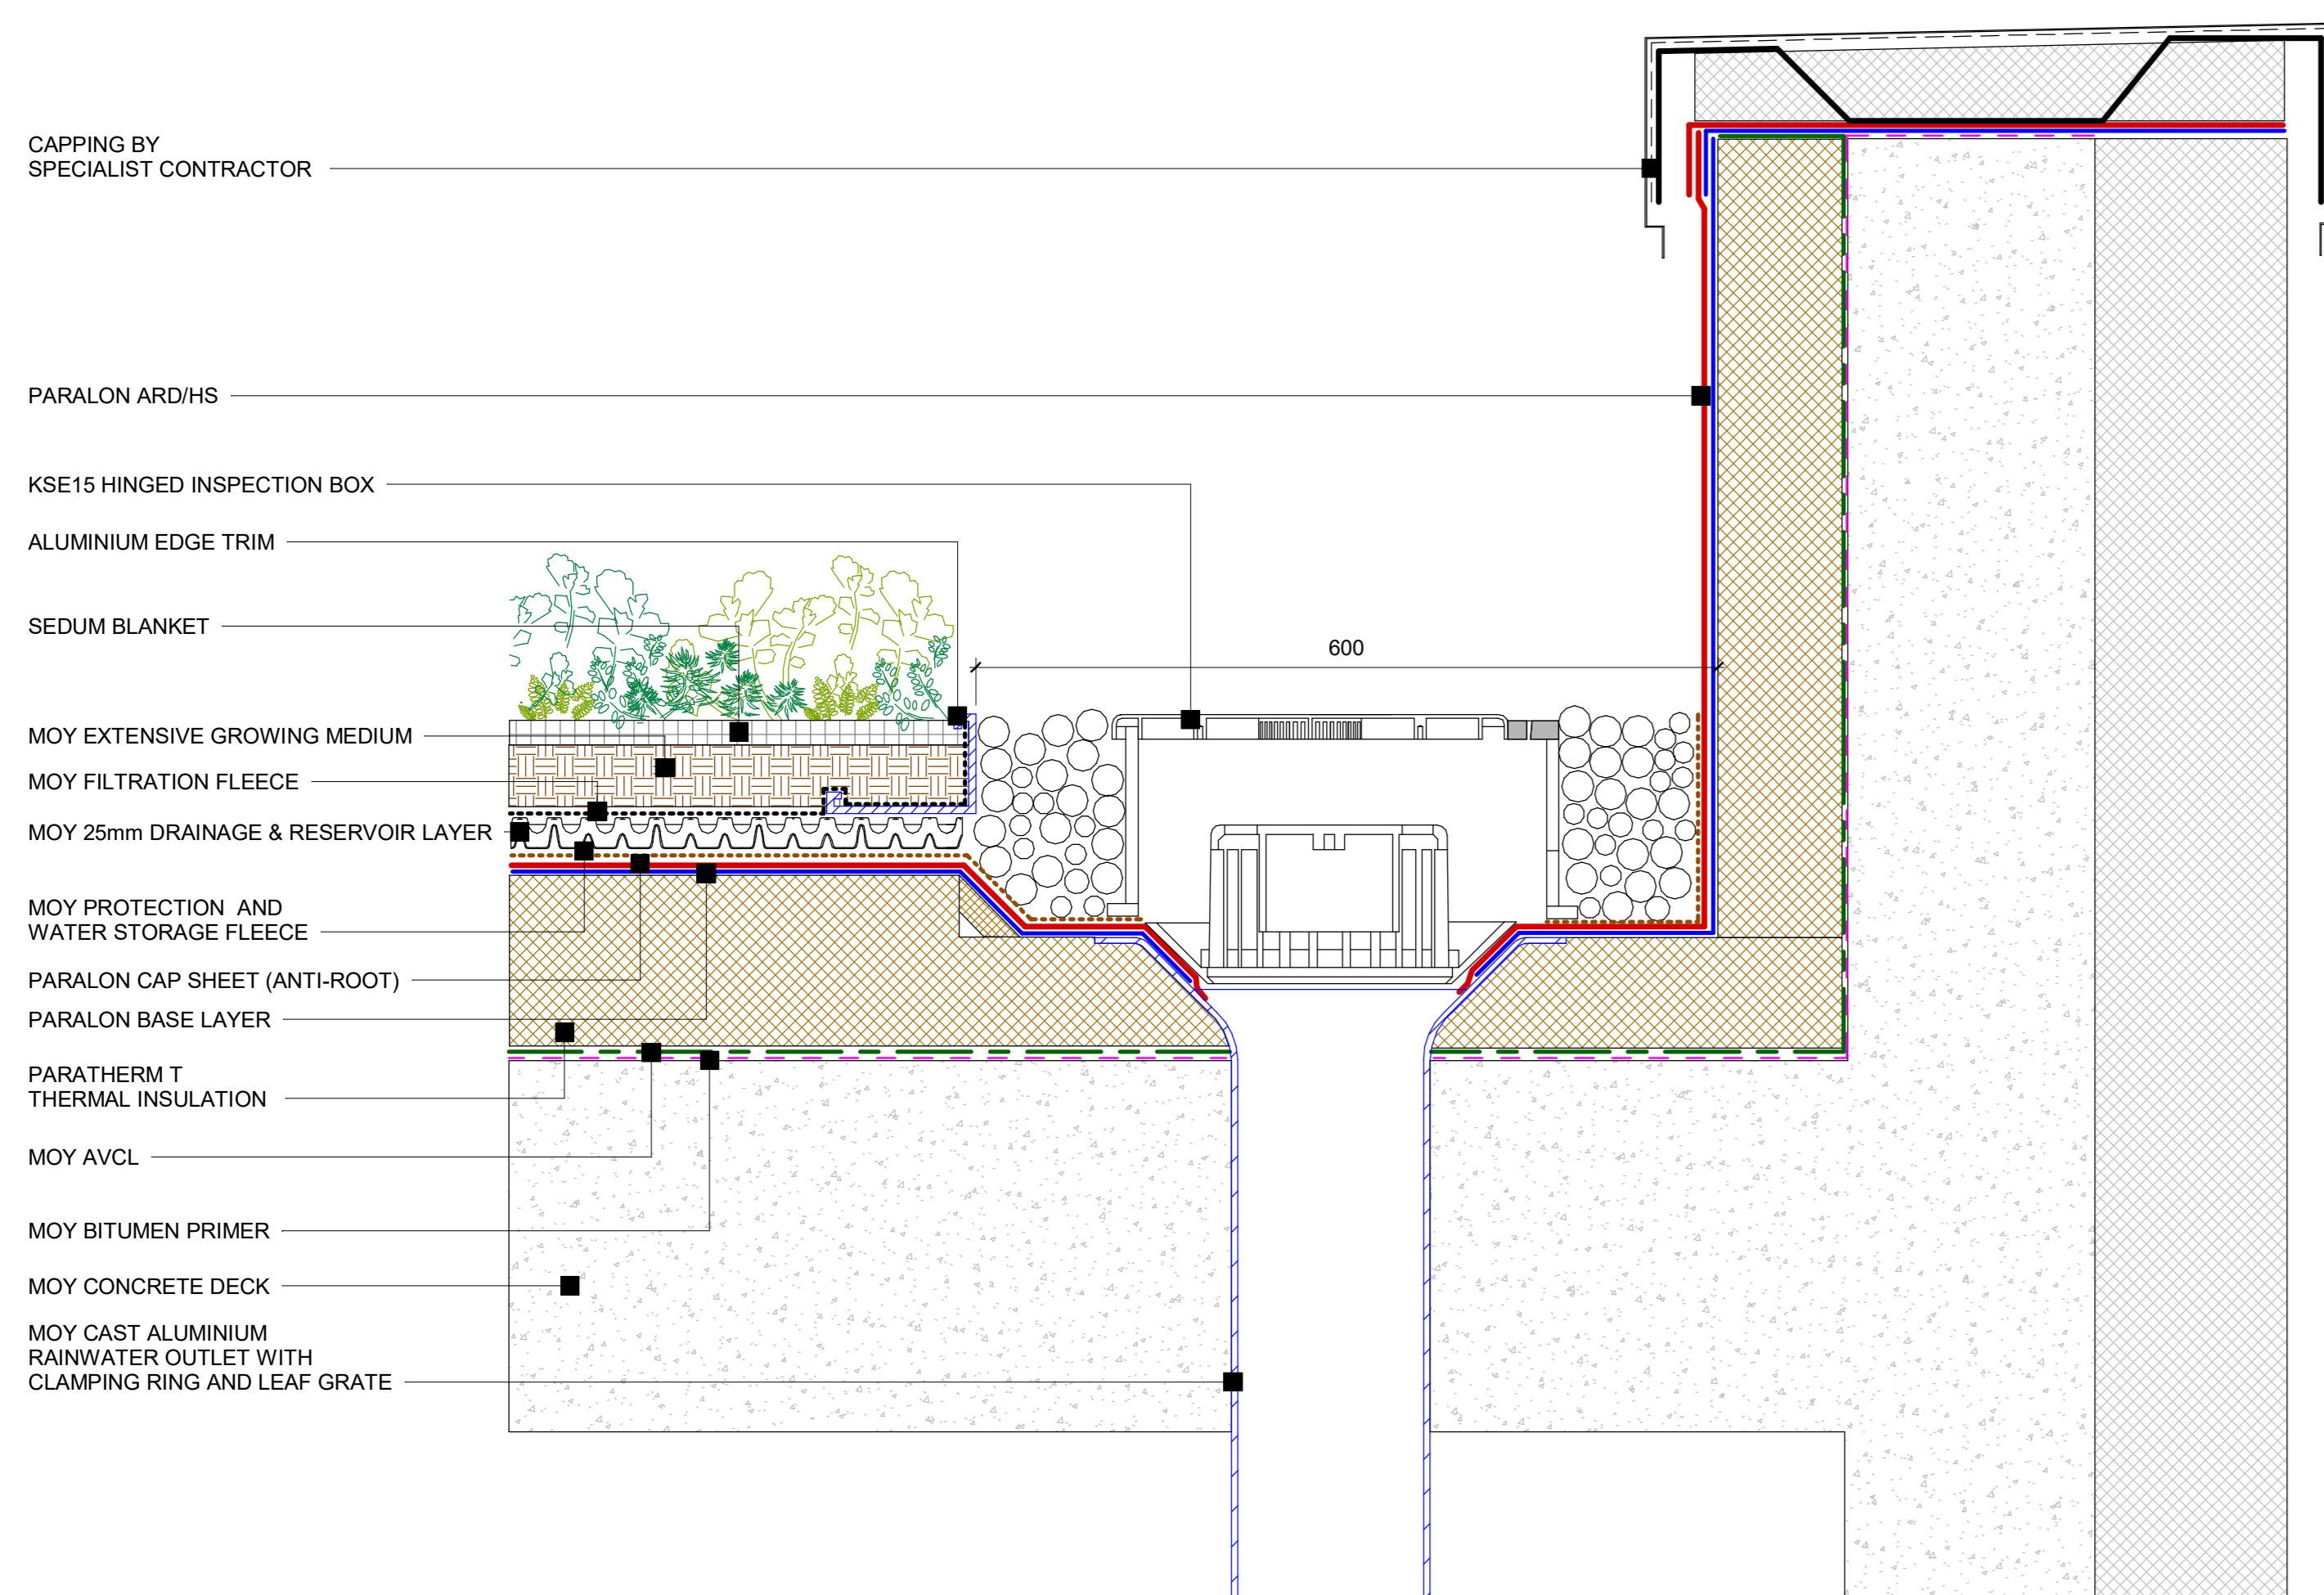 CAPPING BY
SPECIALIST CONTRACTOR
PARALON ARD/HS
KSE15 HINGED INSPECTION BOX
ALUMINIUM EDGE TRIM
SEDUM BLANKET
600
MOY EXTENSIVE GROWING MEDIUM
MOY FILTRATION FLEECE
MOY 25mm DRAINAGE & RESERVOIR LAYER
MOY PROTECTION AND
WATER STORAGE FLEECE
PARALON CAP SHEET (ANTI-ROOT)
PARALON BASE LAYER
PARATHERM T
THERMAL INSULATION
MOY AVCL
MOY BITUMEN PRIMER
MOY CONCRETE DECK
MOY CAST ALUMINIUM
RAINWATER OUTLET WITH
CLAMPING RING AND LEAF GRATE